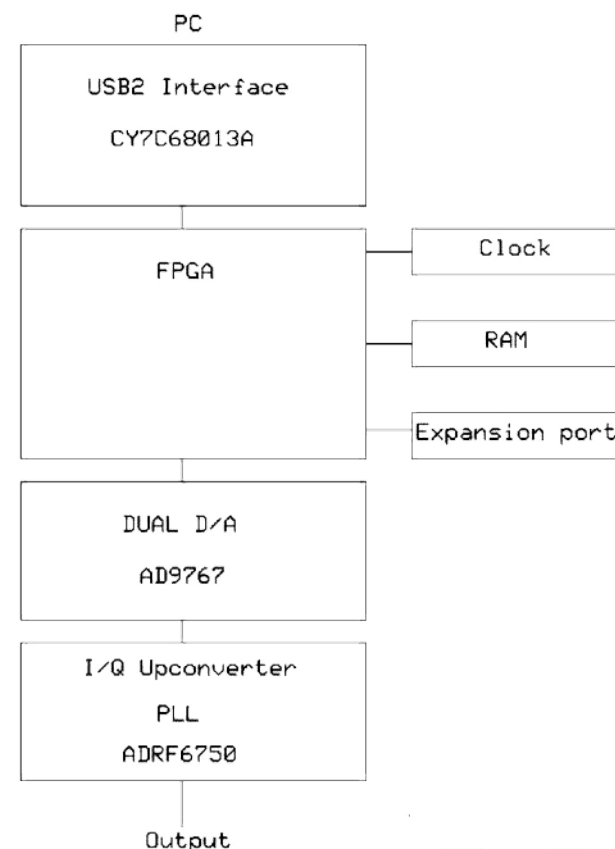 PC
USB2 Interface
CY7C68013A
FPGA
Clock
RAM
Expansion port
DUAL D/A
AD9767
I/Q Upconverter
PLL
ADRF6750
Output